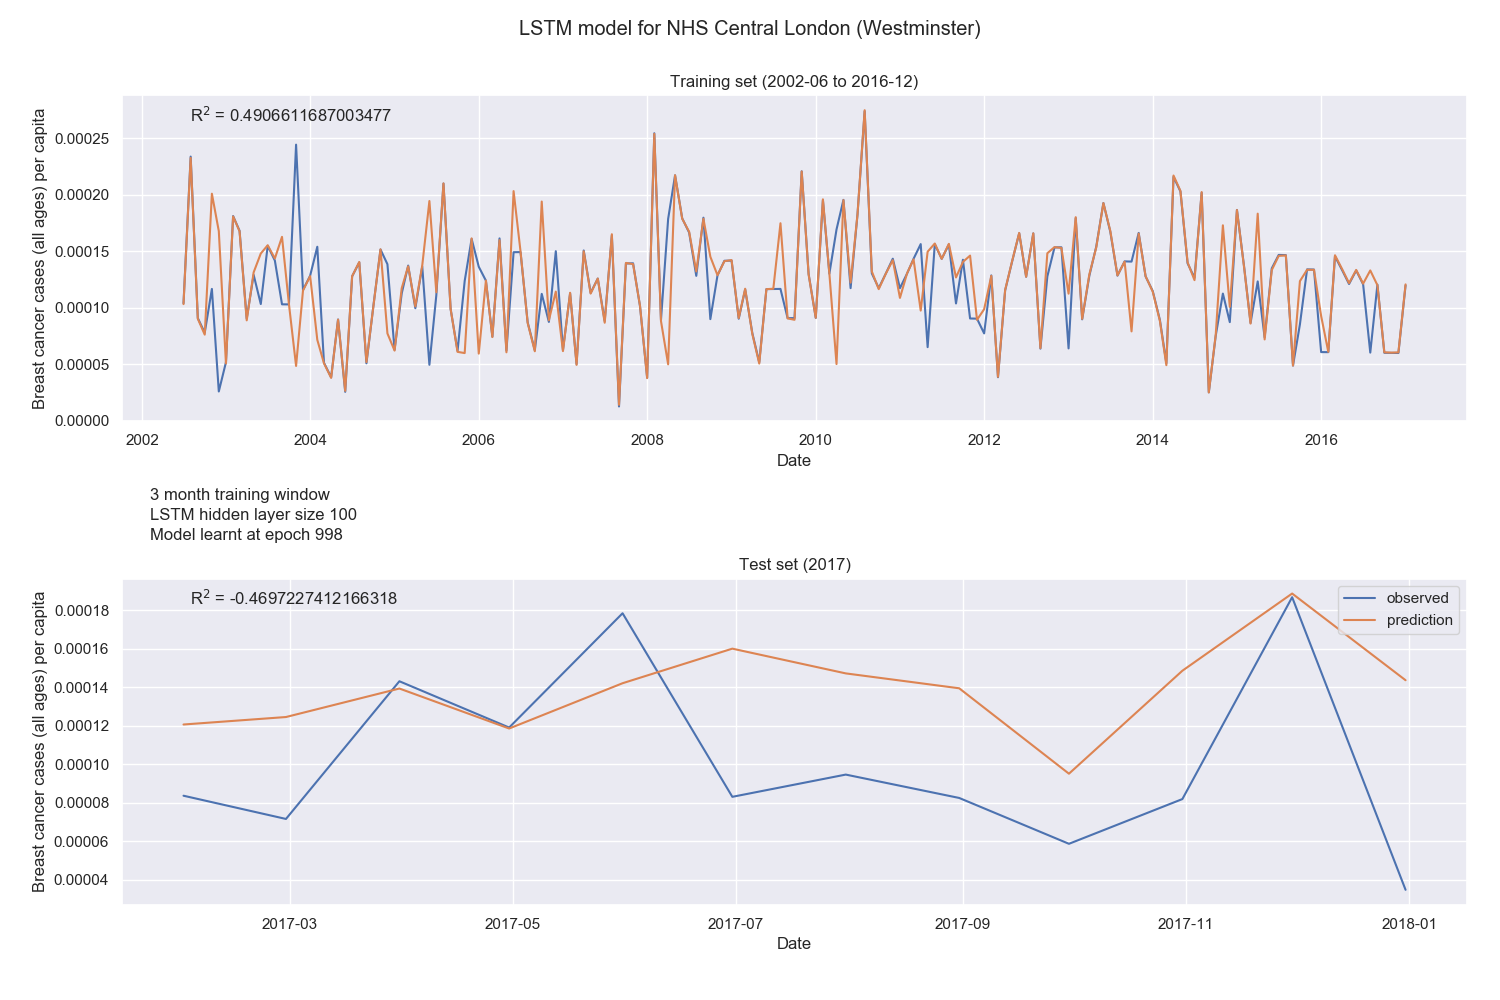 LSTM model for NHS Central London (Westminster)
Training set (2002-06 to 2016-12)
R² = 0.4906611687003477
Breast cancer cases (all ages) per capita
0.00025
0.00020
0.00015
0.00010
0.00005
0.00000
2002 2004 2006 2008 2010 2012 2014 2016
Date
3 month training window
LSTM hidden layer size 100
Model learnt at epoch 998
Test set (2017)
R² = -0.4697227412166318
observed
prediction
Breast cancer cases (all ages) per capita
0.00018
0.00016
0.00014
0.00012
0.00010
0.00008
0.00006
0.00004
2017-03 2017-05 2017-07 2017-09 2017-11 2018-01
Date